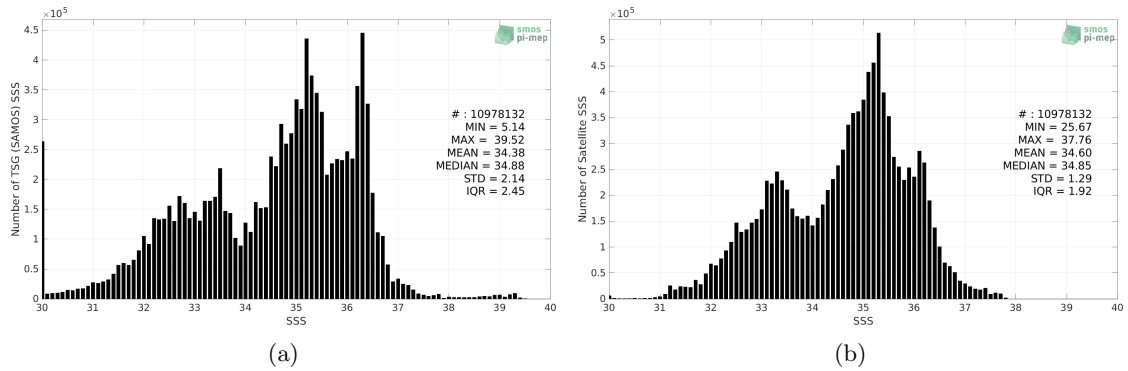 ×10^5
4.5
4
3.5
3
2.5
2
1.5
1
0.5
0
Number of TSG (SAMOS) SSS
smos
pi-mep
# : 10978132
MIN = 5.14
MAX = 39.52
MEAN = 34.38
MEDIAN = 34.88
STD = 2.14
IQR = 2.45
30 31 32 33 34 35 36 37 38 39 40
SSS
(a)
×10^5
5
4.5
4
3.5
3
2.5
2
1.5
1
0.5
0
Number of Satellite SSS
smos
pi-mep
# : 10978132
MIN = 25.67
MAX = 37.76
MEAN = 34.60
MEDIAN = 34.85
STD = 1.29
IQR = 1.92
30 31 32 33 34 35 36 37 38 39 40
SSS
(b)